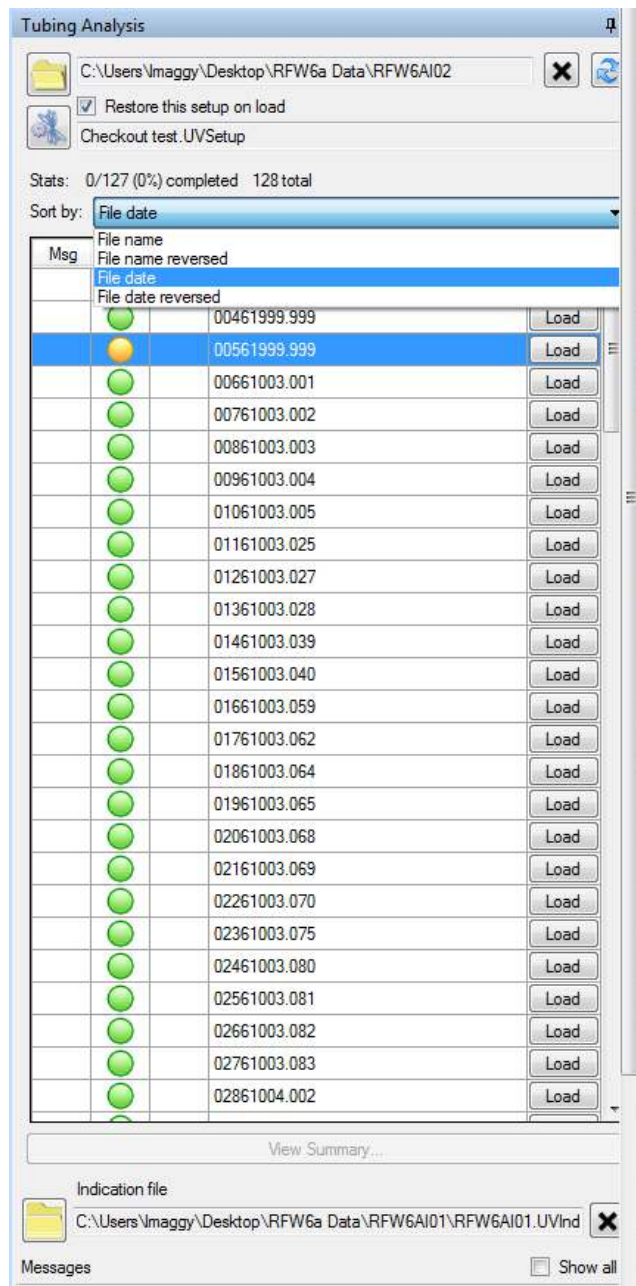 Tubing Analysis
C:\Users\lmaggy\Desktop\RFW6a Data\RFW6AI02
Restore this setup on load
Checkout test.UVSetup
Stats: 0/127 (0%) completed 128 total
Sort by: File date
File name
Msg File name reversed
File date
File date reversed
00461999.999 Load
00561999.999 Load
00661003.001 Load
00761003.002 Load
00861003.003 Load
00961003.004 Load
01061003.005 Load
01161003.025 Load
01261003.027 Load
01361003.028 Load
01461003.039 Load
01561003.040 Load
01661003.059 Load
01761003.062 Load
01861003.064 Load
01961003.065 Load
02061003.068 Load
02161003.069 Load
02261003.070 Load
02361003.075 Load
02461003.080 Load
02561003.081 Load
02661003.082 Load
02761003.083 Load
02861004.002 Load
View Summary...
Indication file
C:\Users\lmaggy\Desktop\RFW6a Data\RFW6AI01\RFW6AI01.UVInd
Messages Show all